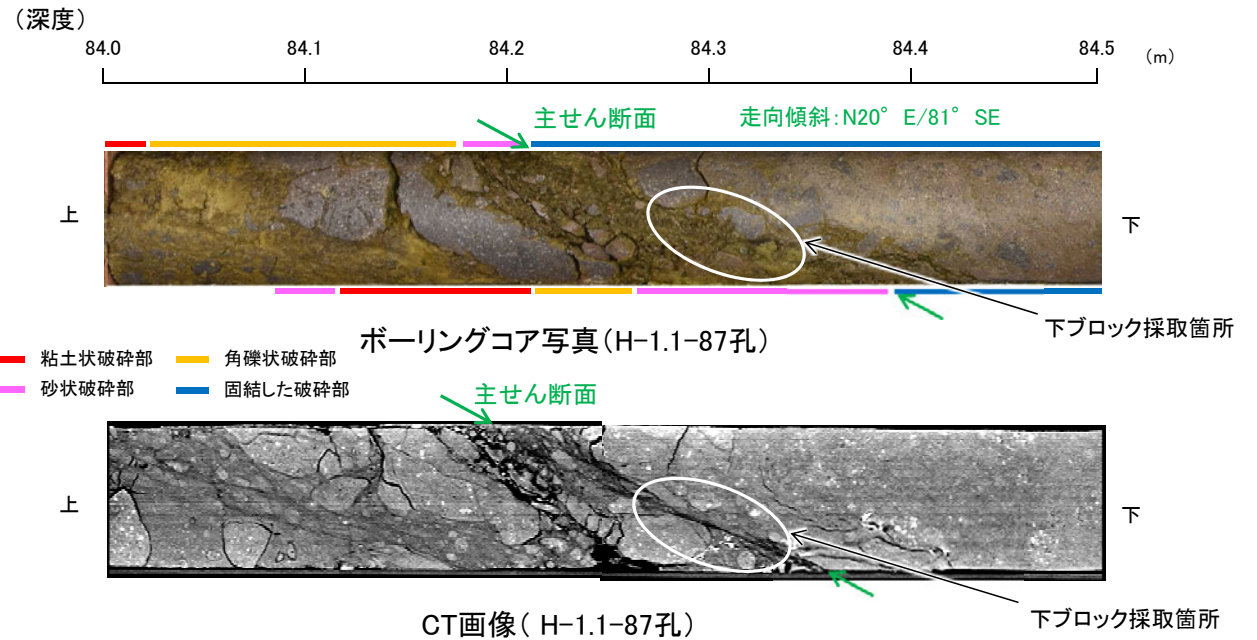 （深度）
84.0 84.1 84.2 84.3 84.4 84.5 (m)
主せん断面 走向傾斜：N20° E/81° SE
上
下
下ブロック採取箇所
ボーリングコア写真（H-1.1-87孔）
粘土状破砕部 角礫状破砕部
砂状破砕部 固結した破砕部
主せん断面
上
下
下ブロック採取箇所
CT画像（ H-1.1-87孔）